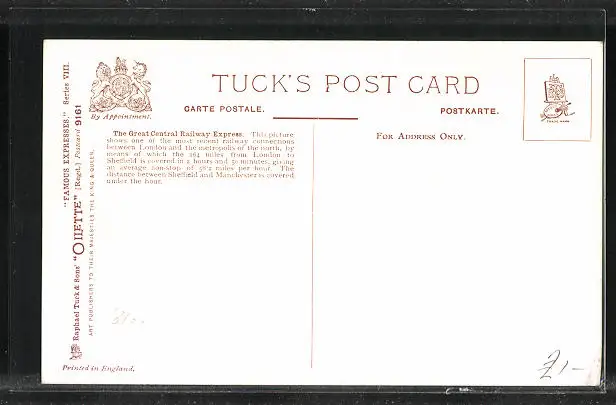 "FAMOUS EXPRESSES." Series VIII.
Raphael Tuck & Sons' "OILETTE" [Regd.] Postcard 9161
ART PUBLISHERS TO THEIR MAJESTIES THE KING & QUEEN.
By Appointment.
TUCK'S POST CARD
CARTE POSTALE.
POSTKARTE.
TRADE MARK
The Great Central Railway Express. This picture
shows one of the most recent railway connections
between London and the metropolis of the north, by
means of which the 164 miles from London to
Sheffield is covered in 2 hours and 50 minutes, giving
an average non-stop of 58.2 miles per hour. The
distance between Sheffield and Manchester is covered
under the hour.
FOR ADDRESS ONLY.
Printed in England.